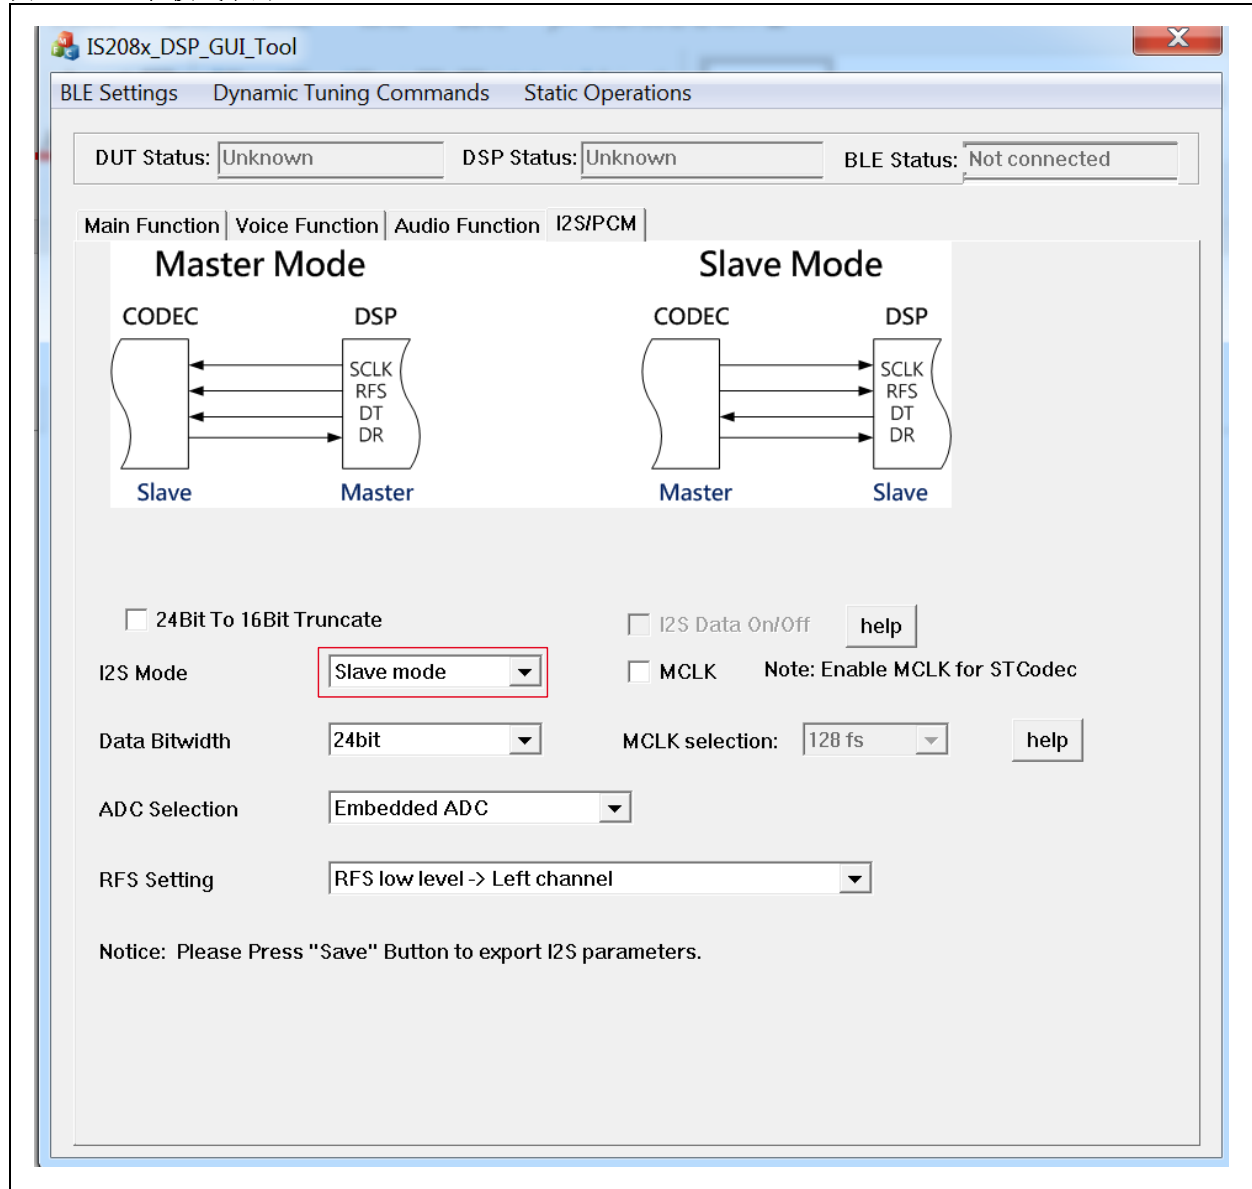 IS208x_DSP_GUI_Tool
X
BLE Settings Dynamic Tuning Commands Static Operations
DUT Status: Unknown DSP Status: Unknown BLE Status: Not connected
Main Function Voice Function Audio Function I2S/PCM
Master Mode Slave Mode
CODEC DSP CODEC DSP
SCLK SCLK
RFS RFS
DT DT
DR DR
Slave Master Master Slave
24Bit To 16Bit Truncate I2S Data On/Off help
I2S Mode Slave mode MCLK Note: Enable MCLK for STCodec
Data Bitwidth 24bit MCLK selection: 128 fs help
ADC Selection Embedded ADC
RFS Setting RFS low level -> Left channel
Notice: Please Press "Save" Button to export I2S parameters.